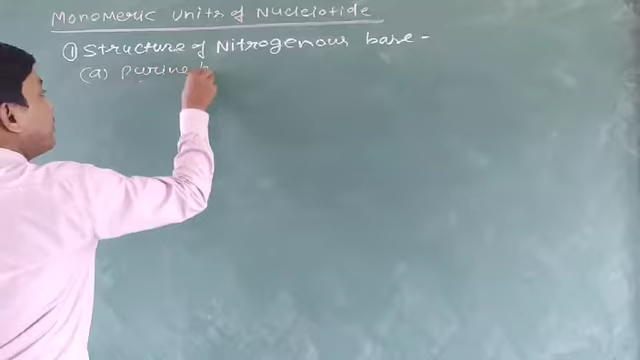 Monomeric Units of Nucleotide
① Structure of Nitrogenous base -
(a) Purine b